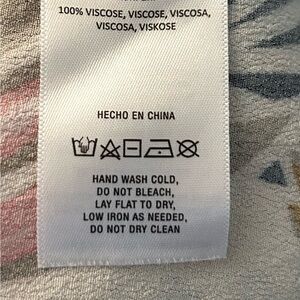 100% VISCOSE, VISCOSE, VISCOSA,
VISCOSA, VISKOSE
HECHO EN CHINA
HAND WASH COLD,
DO NOT BLEACH,
LAY FLAT TO DRY,
LOW IRON AS NEEDED,
DO NOT DRY CLEAN